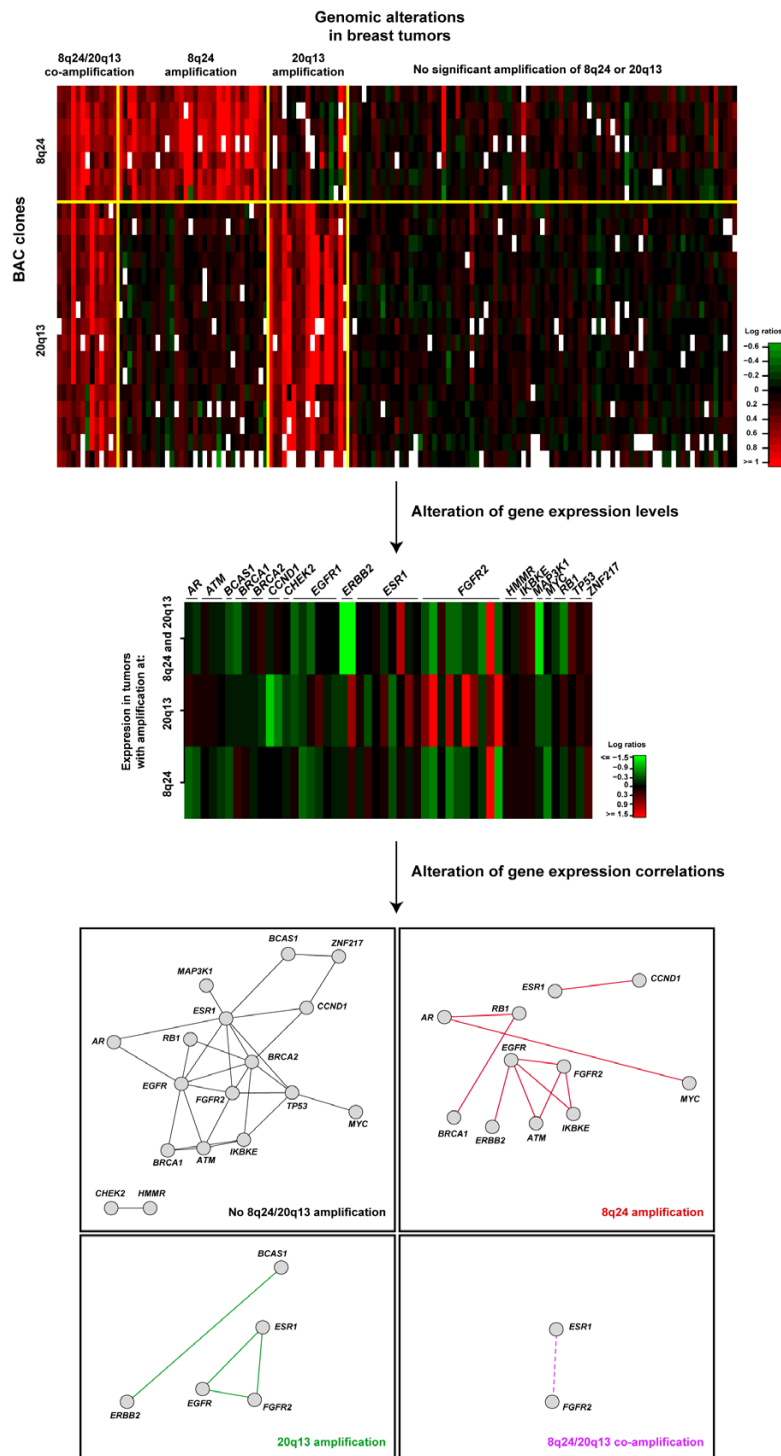 Genomic alterations
in breast tumors
8q24/20q13
co-amplification
8q24
amplification
20q13
amplification
No significant amplification of 8q24 or 20q13
BAC clones
8q24
20q13
Log ratios
−0.6
−0.4
−0.2
0
0.2
0.4
0.6
0.8
>= 1
Alteration of gene expression levels
AR
ATM
BCAS1
BRCA1
BRCA2
CCND1
CHEK2
EGFR1
ERBB2
ESR1
FGFR2
HMMR
IKBKE
MAP3K1
MYC
RB1
TP53
ZNF217
Exppresion in tumors
with amplification at:
8q24 and 20q13
20q13
8q24
Log ratios
<= −1.5
−0.9
−0.3
0
0.3
0.9
>= 1.5
Alteration of gene expression correlations
BCAS1
ZNF217
MAP3K1
ESR1
CCND1
AR
RB1
BRCA2
EGFR
FGFR2
TP53
MYC
BRCA1
ATM
IKBKE
CHEK2
HMMR
No 8q24/20q13 amplification
ESR1
CCND1
AR
RB1
EGFR
FGFR2
MYC
BRCA1
ERBB2
ATM
IKBKE
8q24 amplification
BCAS1
ESR1
EGFR
FGFR2
ERBB2
20q13 amplification
ESR1
FGFR2
8q24/20q13 co-amplification